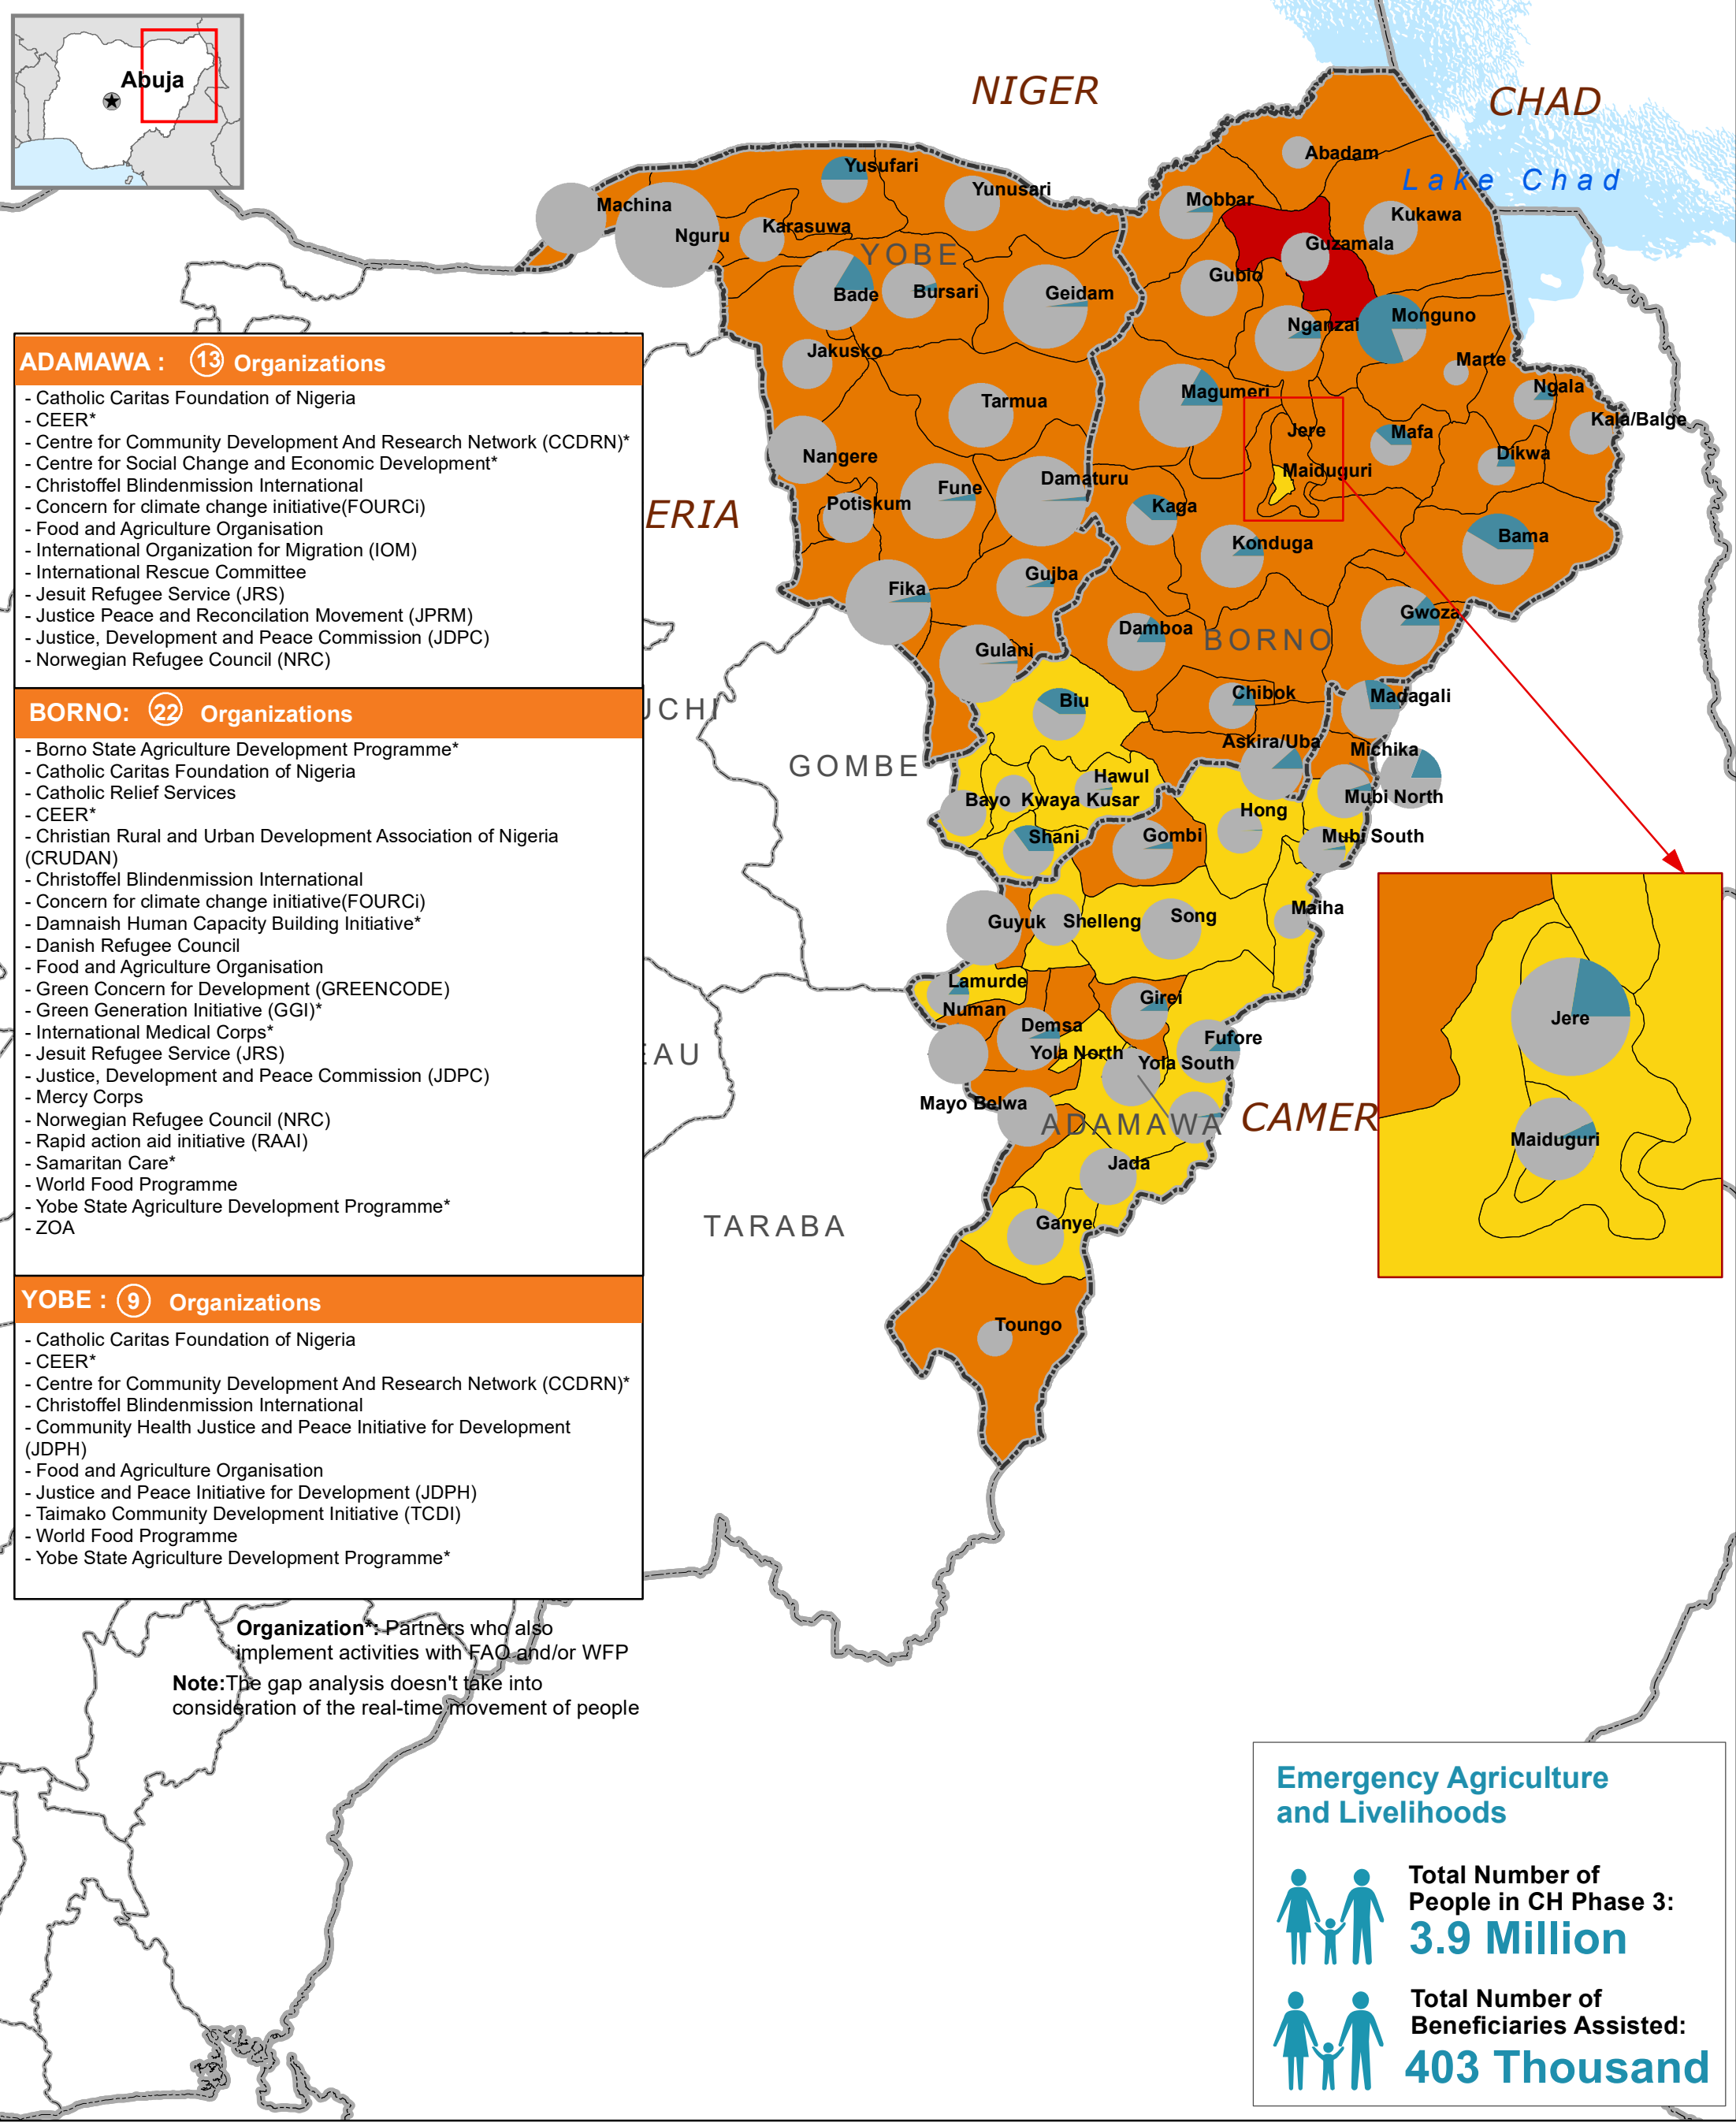 Abuja
NIGER
CHAD
Lake Chad
Abadam
Yusufari
Yunusari
Mobbar
Kukawa
Machina
Nguru
Karasuwa
YOBE
Guzamala
Gubio
Bade
Bursari
Geidam
Nganzai
Monguno
Jakusko
Marte
Magumeri
Ngala
Kala/Balge
Tarmua
Jere
Mafa
Dikwa
Nangere
Maiduguri
Fune
Damaturu
Potiskum
Kaga
ERIA
Konduga
Bama
Fika
Gujba
Gwoza
Damboa
BORNO
Gulani
Biu
Chibok
Madagali
UCHI
GOMBE
Askira/Uba
Michika
Hawul
Bayo
Kwaya Kusar
Mubi North
Hong
Shani
Gombi
Mubi South
Guyuk
Shelleng
Song
Maiha
Lamurde
Numan
Girei
Demsa
Fufore
Yola North
Yola South
EAU
Mayo Belwa
ADAMAWA
CAMER
Jada
TARABA
Ganye
Toungo
Jere
Maiduguri
ADAMAWA : 13 Organizations
- Catholic Caritas Foundation of Nigeria
- CEER*
- Centre for Community Development And Research Network (CCDRN)*
- Centre for Social Change and Economic Development*
- Christoffel Blindenmission International
- Concern for climate change initiative(FOURCi)
- Food and Agriculture Organisation
- International Organization for Migration (IOM)
- International Rescue Committee
- Jesuit Refugee Service (JRS)
- Justice Peace and Reconcilation Movement (JPRM)
- Justice, Development and Peace Commission (JDPC)
- Norwegian Refugee Council (NRC)
BORNO: 22 Organizations
- Borno State Agriculture Development Programme*
- Catholic Caritas Foundation of Nigeria
- Catholic Relief Services
- CEER*
- Christian Rural and Urban Development Association of Nigeria
(CRUDAN)
- Christoffel Blindenmission International
- Concern for climate change initiative(FOURCi)
- Damnaish Human Capacity Building Initiative*
- Danish Refugee Council
- Food and Agriculture Organisation
- Green Concern for Development (GREENCODE)
- Green Generation Initiative (GGI)*
- International Medical Corps*
- Jesuit Refugee Service (JRS)
- Justice, Development and Peace Commission (JDPC)
- Mercy Corps
- Norwegian Refugee Council (NRC)
- Rapid action aid initiative (RAAI)
- Samaritan Care*
- World Food Programme
- Yobe State Agriculture Development Programme*
- ZOA
YOBE : 9 Organizations
- Catholic Caritas Foundation of Nigeria
- CEER*
- Centre for Community Development And Research Network (CCDRN)*
- Christoffel Blindenmission International
- Community Health Justice and Peace Initiative for Development
(JDPH)
- Food and Agriculture Organisation
- Justice and Peace Initiative for Development (JDPH)
- Taimako Community Development Initiative (TCDI)
- World Food Programme
- Yobe State Agriculture Development Programme*
Organization*: Partners who also
implement activities with FAO and/or WFP
Note:The gap analysis doesn't take into
consideration of the real-time movement of people
Emergency Agriculture
and Livelihoods
Total Number of
People in CH Phase 3:
3.9 Million
Total Number of
Beneficiaries Assisted:
403 Thousand